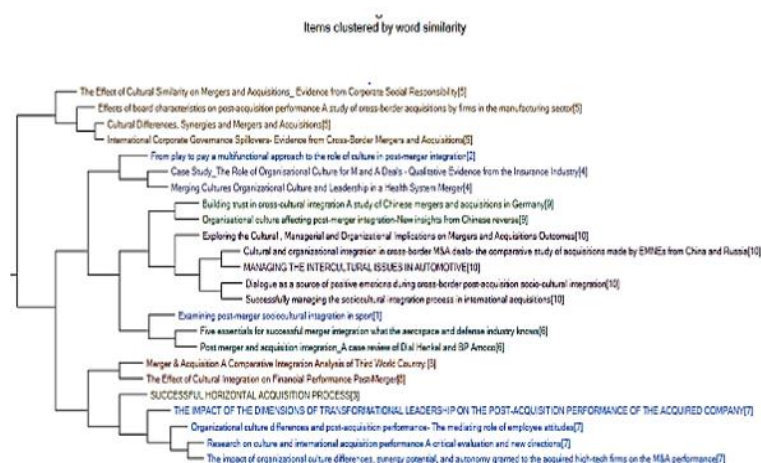 Items clustered by word similarity
The Effect of Cultural Similarity on Mergers and Acquisitions_ Evidence from Corporate Social Responsibility[5]
Effects of board characteristics on post-acquisition performance A study of cross-border acquisitions by firms in the manufacturing sector[5]
Cultural Differences, Synergies and Mergers and Acquisitions[5]
International Corporate Governance Spillovers- Evidence from Cross-Border Mergers and Acquisitions[5]
From play to pay a multifunctional approach to the role of culture in post-merger integration[2]
Case Study_The Role of Organisational Culture for M and A Deals - Qualitative Evidence from the Insurance Industry[4]
Merging Cultures Organizational Culture and Leadership in a Health System Merger[4]
Building trust in cross-cultural integration A study of Chinese mergers and acquisitions in Germany[9]
Organisational culture affecting post-merger integration-New insights from Chinese reverse[9]
Exploring the Cultural , Managerial and Organizational Implications on Mergers and Acquisitions Outcomes[10]
Cultural and organizational integration in cross-border M&A deals- the comparative study of acquisitions made by EMNEs from China and Russia[10]
MANAGING THE INTERCULTURAL ISSUES IN AUTOMOTIVE[10]
Dialogue as a source of positive emotions during cross-border post-acquisition socio-cultural integration[10]
Successfully managing the sociocultural integration process in international acquisitions[10]
Examining post-merger sociocultural integration in sport[1]
Five essentials for successful merger integration what the aerospace and defense industry knows[6]
Post merger and acquisition integration_A case review of Dial Henkel and BP Amoco[6]
Merger & Acquisition A Comparative Integration Analysis of Third World Country [3]
The Effect of Cultural Integration on Financial Performance Post-Merger[8]
SUCCESSFUL HORIZONTAL ACQUISITION PROCESS[3]
THE IMPACT OF THE DIMENSIONS OF TRANSFORMATIONAL LEADERSHIP ON THE POST-ACQUISITION PERFORMANCE OF THE ACQUIRED COMPANY[7]
Organizational culture differences and post-acquisition performance- The mediating role of employee attitudes[7]
Research on culture and international acquisition performance A critical evaluation and new directions[7]
The impact of organizational culture differences, synergy potential, and autonomy granted to the acquired high-tech firms on the M&A performance[7]